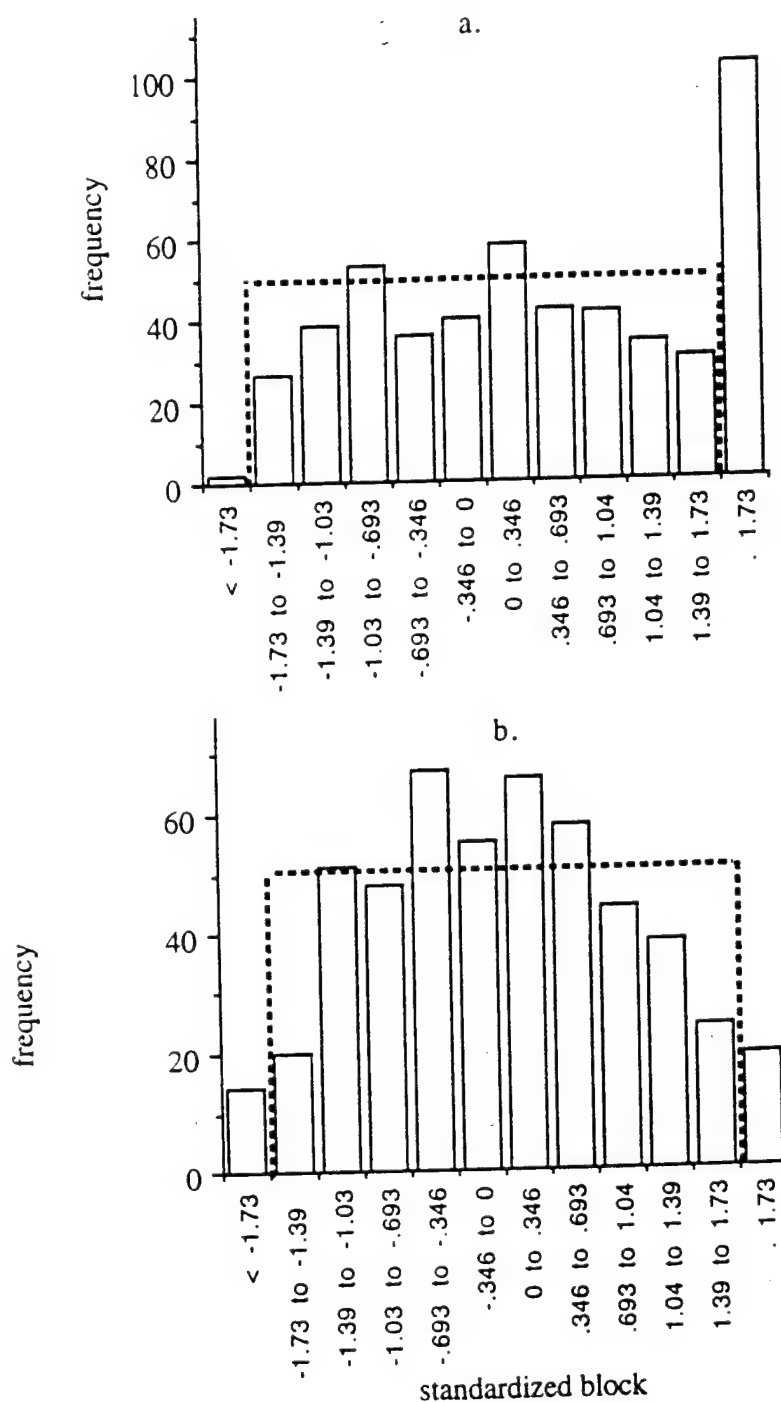 a.
frequency
100
80
60
40
20
0
< -1.73
-1.73 to -1.39
-1.39 to -1.03
-1.03 to -.693
-.693 to -.346
-.346 to 0
0 to .346
.346 to .693
.693 to 1.04
1.04 to 1.39
1.39 to 1.73
. 1.73
b.
frequency
60
40
20
0
< -1.73
-1.73 to -1.39
-1.39 to -1.03
-1.03 to -.693
-.693 to -.346
-.346 to 0
0 to .346
.346 to .693
.693 to 1.04
1.04 to 1.39
1.39 to 1.73
. 1.73
standardized block